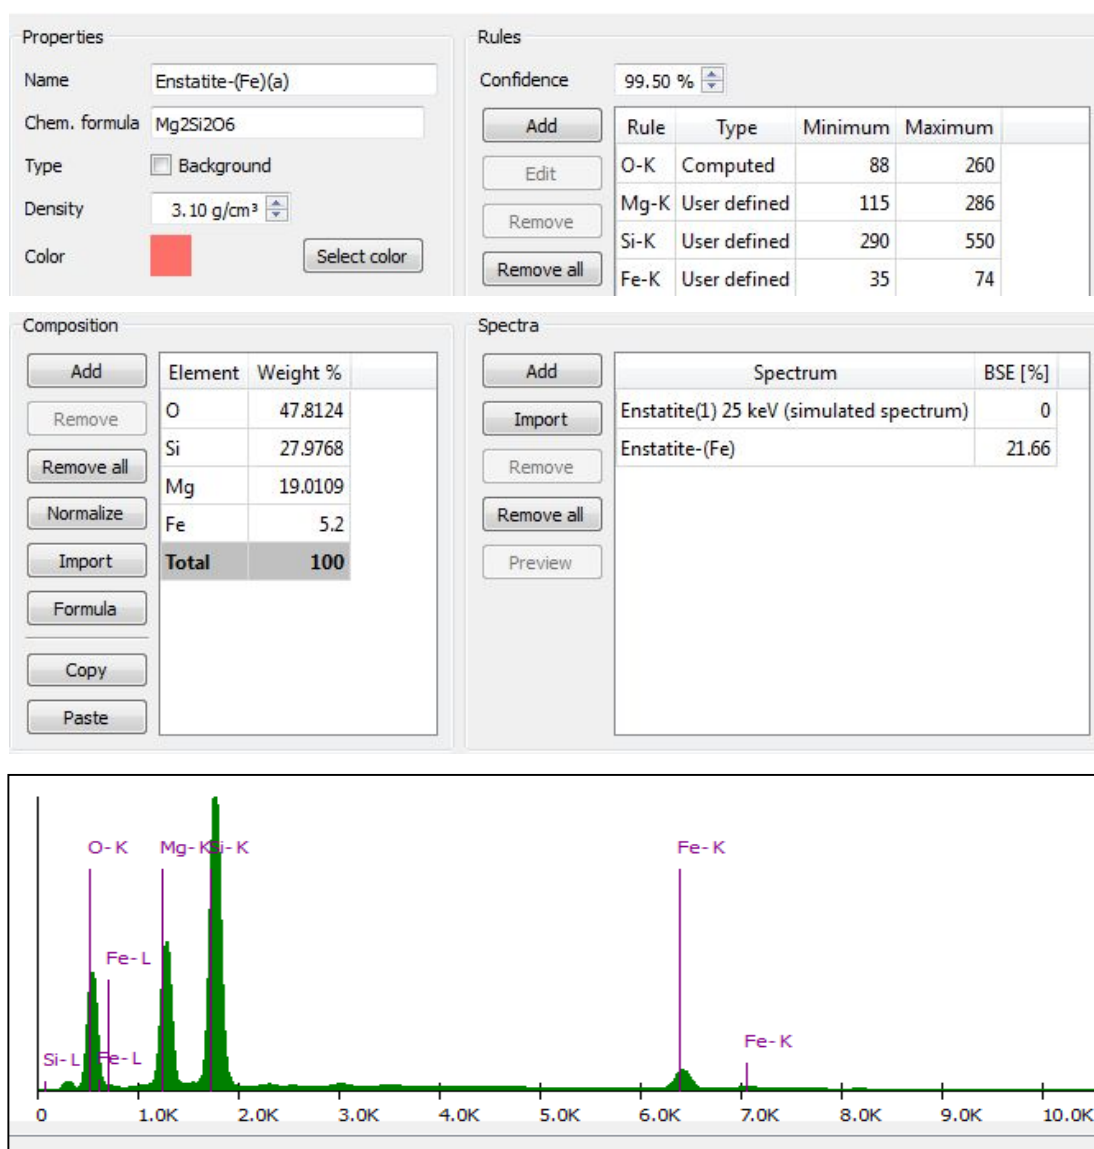 Properties
Name Enstatite-(Fe)(a)
Chem. formula Mg2Si2O6
Type Background
Density 3.10 g/cm³
Color Select color
Rules
Confidence 99.50 %
Add
Edit
Remove
Remove all
Rule Type Minimum Maximum
O-K Computed 88 260
Mg-K User defined 115 286
Si-K User defined 290 550
Fe-K User defined 35 74
Composition
Add
Remove
Remove all
Normalize
Import
Formula
Copy
Paste
Element Weight %
O 47.8124
Si 27.9768
Mg 19.0109
Fe 5.2
Total 100
Spectra
Add
Import
Remove
Remove all
Preview
Spectrum BSE [%]
Enstatite(1) 25 keV (simulated spectrum) 0
Enstatite-(Fe) 21.66
O-K Mg-K Si-K Fe-K
Fe-L
Fe-K
Si-L Fe-L
0 1.0K 2.0K 3.0K 4.0K 5.0K 6.0K 7.0K 8.0K 9.0K 10.0K